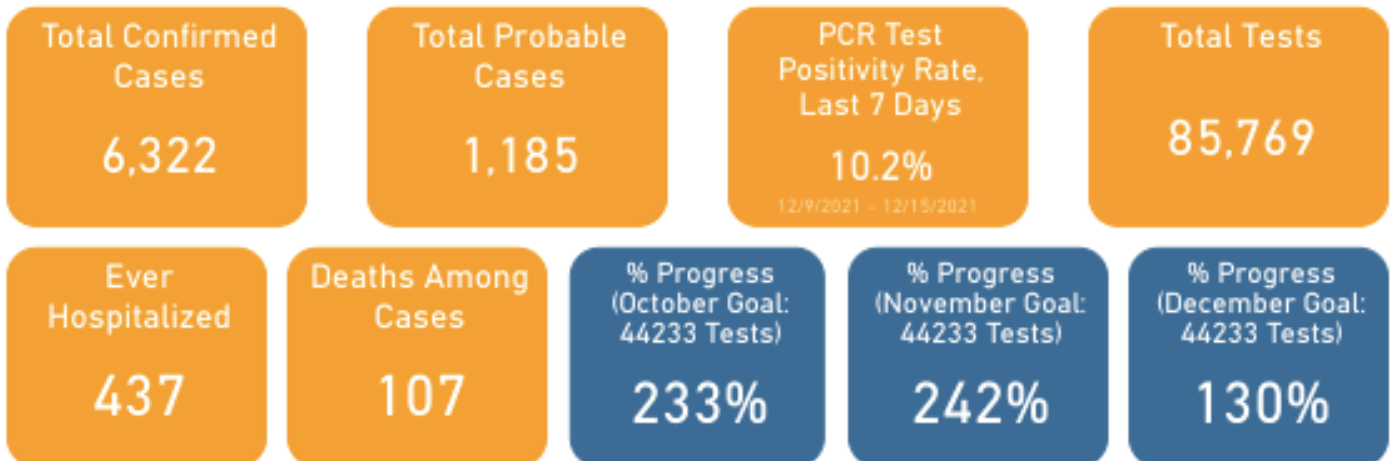 Total Confirmed
Cases
6,322
Total Probable
Cases
1,185
PCR Test
Positivity Rate,
Last 7 Days
10.2%
12/9/2021 - 12/15/2021
Total Tests
85,769
Ever
Hospitalized
437
Deaths Among
Cases
107
% Progress
(October Goal:
44233 Tests)
233%
% Progress
(November Goal:
44233 Tests)
242%
% Progress
(December Goal:
44233 Tests)
130%